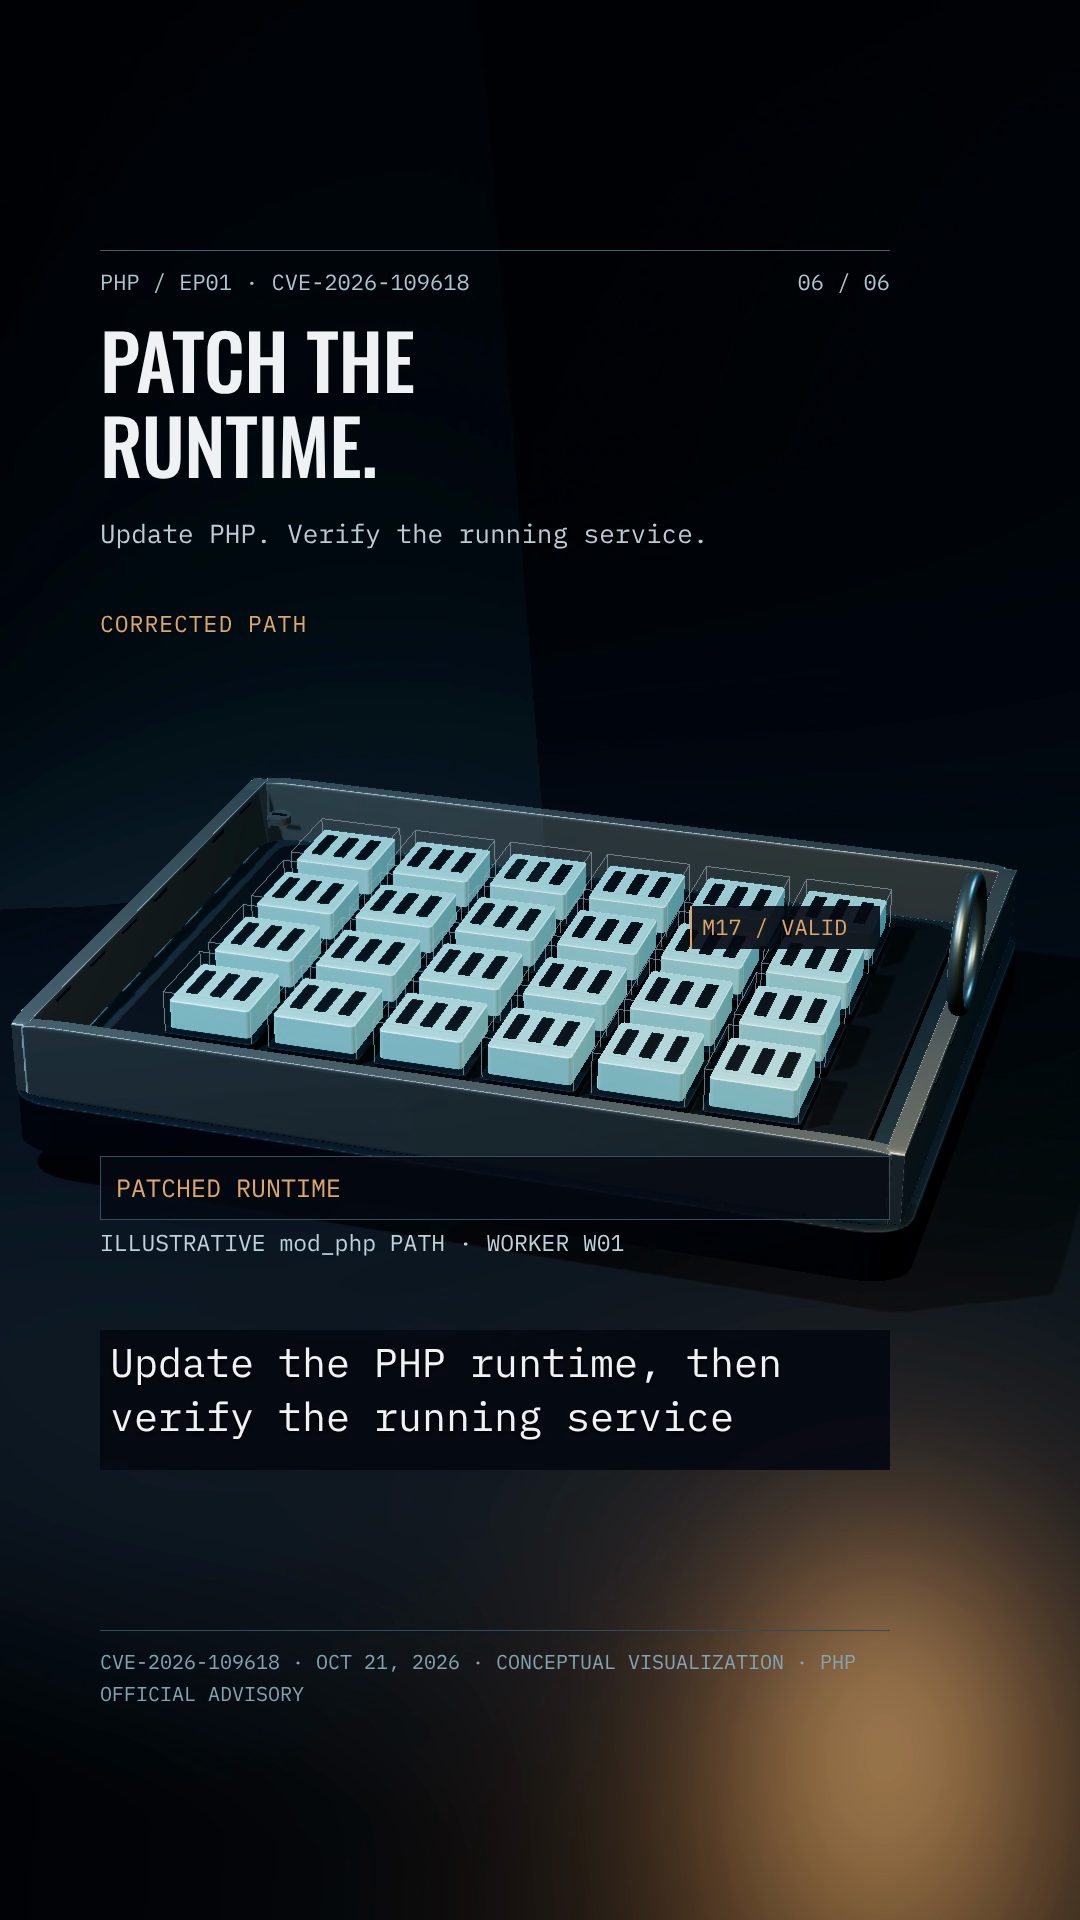 PHP / EP01 · CVE-2026-109618
06 / 06
PATCH THE
RUNTIME.
Update PHP. Verify the running service.
CORRECTED PATH
M17 / VALID
PATCHED RUNTIME
ILLUSTRATIVE mod_php PATH · WORKER W01
Update the PHP runtime, then
verify the running service
CVE-2026-109618 · OCT 21, 2026 · CONCEPTUAL VISUALIZATION · PHP
OFFICIAL ADVISORY